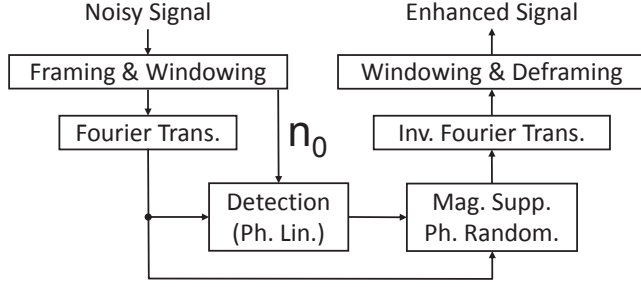 Noisy Signal
Enhanced Signal
Framing & Windowing
Windowing & Deframing
Fourier Trans.
n₀
Inv. Fourier Trans.
Detection
(Ph. Lin.)
Mag. Supp.
Ph. Random.